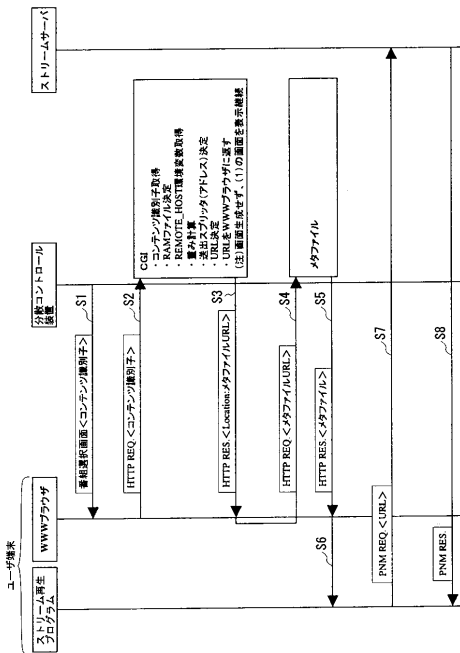 ユーザ端末
ストリーム再生
プログラム
WWWブラウザ
分散コントロール
装置
ストリームサーバ
番組選択画面<コンテンツ識別子>
S1
HTTP REQ.<コンテンツ識別子>
S2
CGI
・コンテンツ識別子取得
・RAMファイル決定
・REMOTE_HOST環境変数取得
・重み計算
・送出スプリッタ(アドレス)決定
・URL決定
・URLをWWWブラウザに返す
(注)画面生成せず、(1)の画面を表示継続
HTTP RES.<Location:メタファイルURL>
S3
HTTP REQ.<メタファイルURL>
S4
メタファイル
HTTP RES.<メタファイル>
S5
S6
PNM REQ.<URL>
S7
PNM RES.
S8